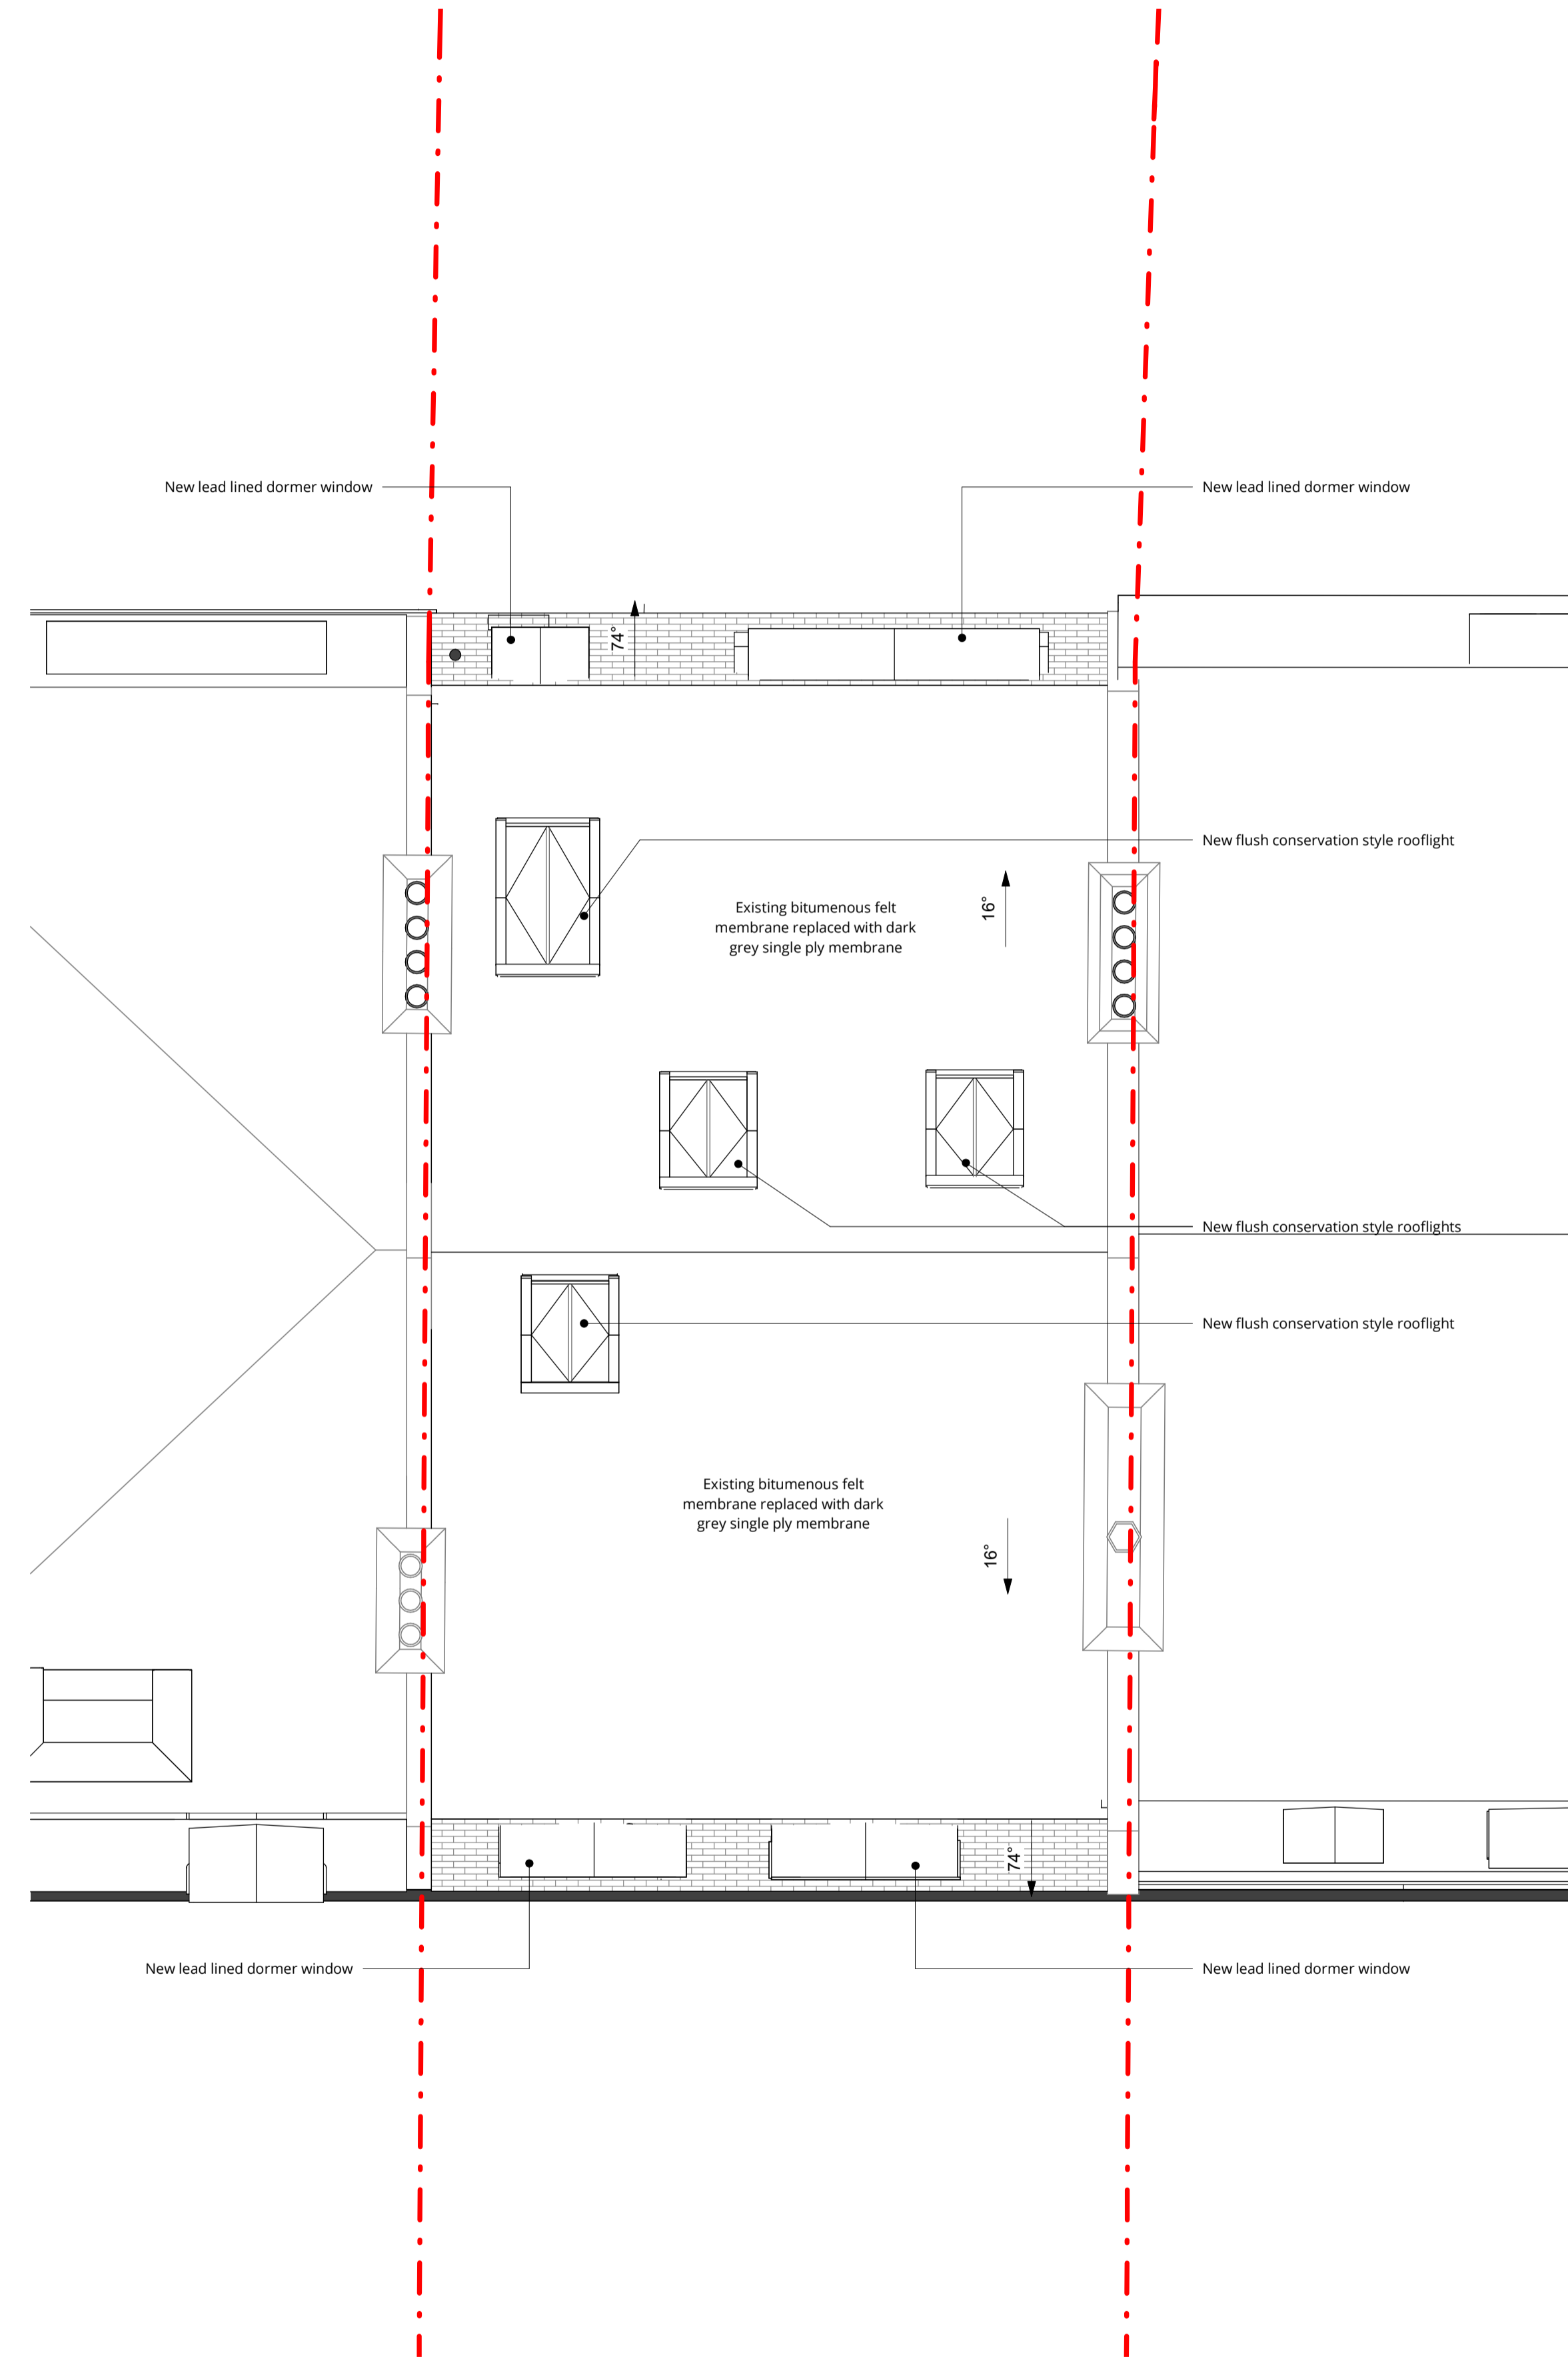 New lead lined dormer window
New lead lined dormer window
74°
New flush conservation style rooflight
Existing bitumenous felt
membrane replaced with dark
grey single ply membrane
16°
New flush conservation style rooflights
New flush conservation style rooflight
Existing bitumenous felt
membrane replaced with dark
grey single ply membrane
16°
74°
New lead lined dormer window
New lead lined dormer window